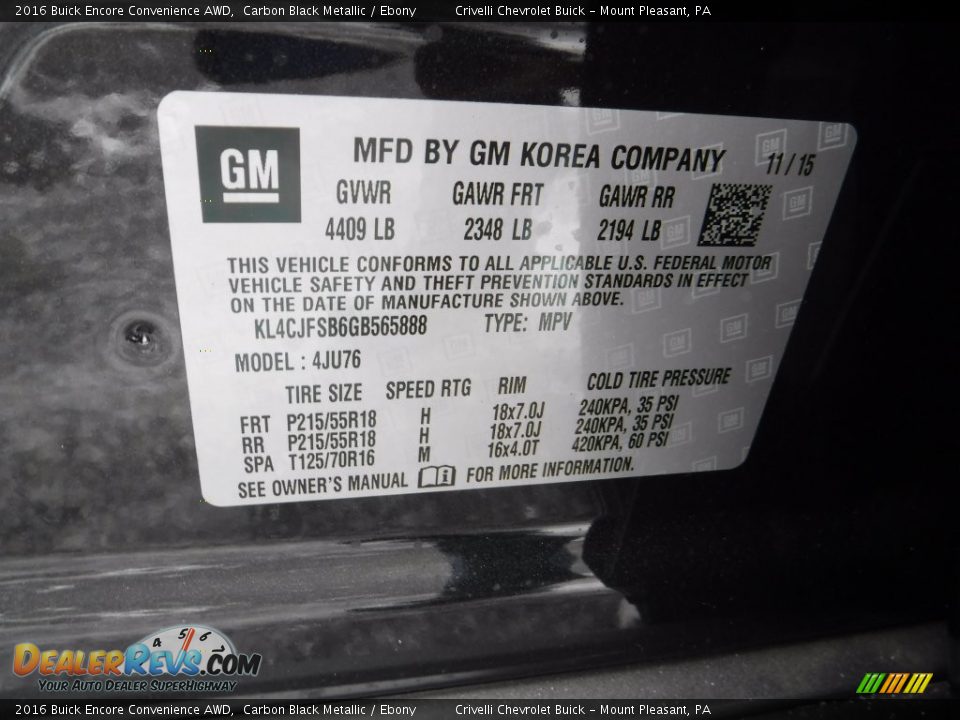 2016 Buick Encore Convenience AWD, Carbon Black Metallic / Ebony Crivelli Chevrolet Buick - Mount Pleasant, PA
GM MFD BY GM KOREA COMPANY 11/15
GVWR GAWR FRT GAWR RR
4409 LB 2348 LB 2194 LB
THIS VEHICLE CONFORMS TO ALL APPLICABLE U.S. FEDERAL MOTOR
VEHICLE SAFETY AND THEFT PREVENTION STANDARDS IN EFFECT
ON THE DATE OF MANUFACTURE SHOWN ABOVE.
KL4CJFSB6GB565888 TYPE: MPV
MODEL : 4JU76
TIRE SIZE SPEED RTG RIM COLD TIRE PRESSURE
FRT P215/55R18 H 18x7.0J 240KPA, 35 PSI
RR P215/55R18 H 18x7.0J 240KPA, 35 PSI
SPA T125/70R16 M 16x4.0T 420KPA, 60 PSI
SEE OWNER'S MANUAL FOR MORE INFORMATION.
4 5 6
DEALERREVS.COM
YOUR AUTO DEALER SUPERHIGHWAY
2016 Buick Encore Convenience AWD, Carbon Black Metallic / Ebony Crivelli Chevrolet Buick - Mount Pleasant, PA